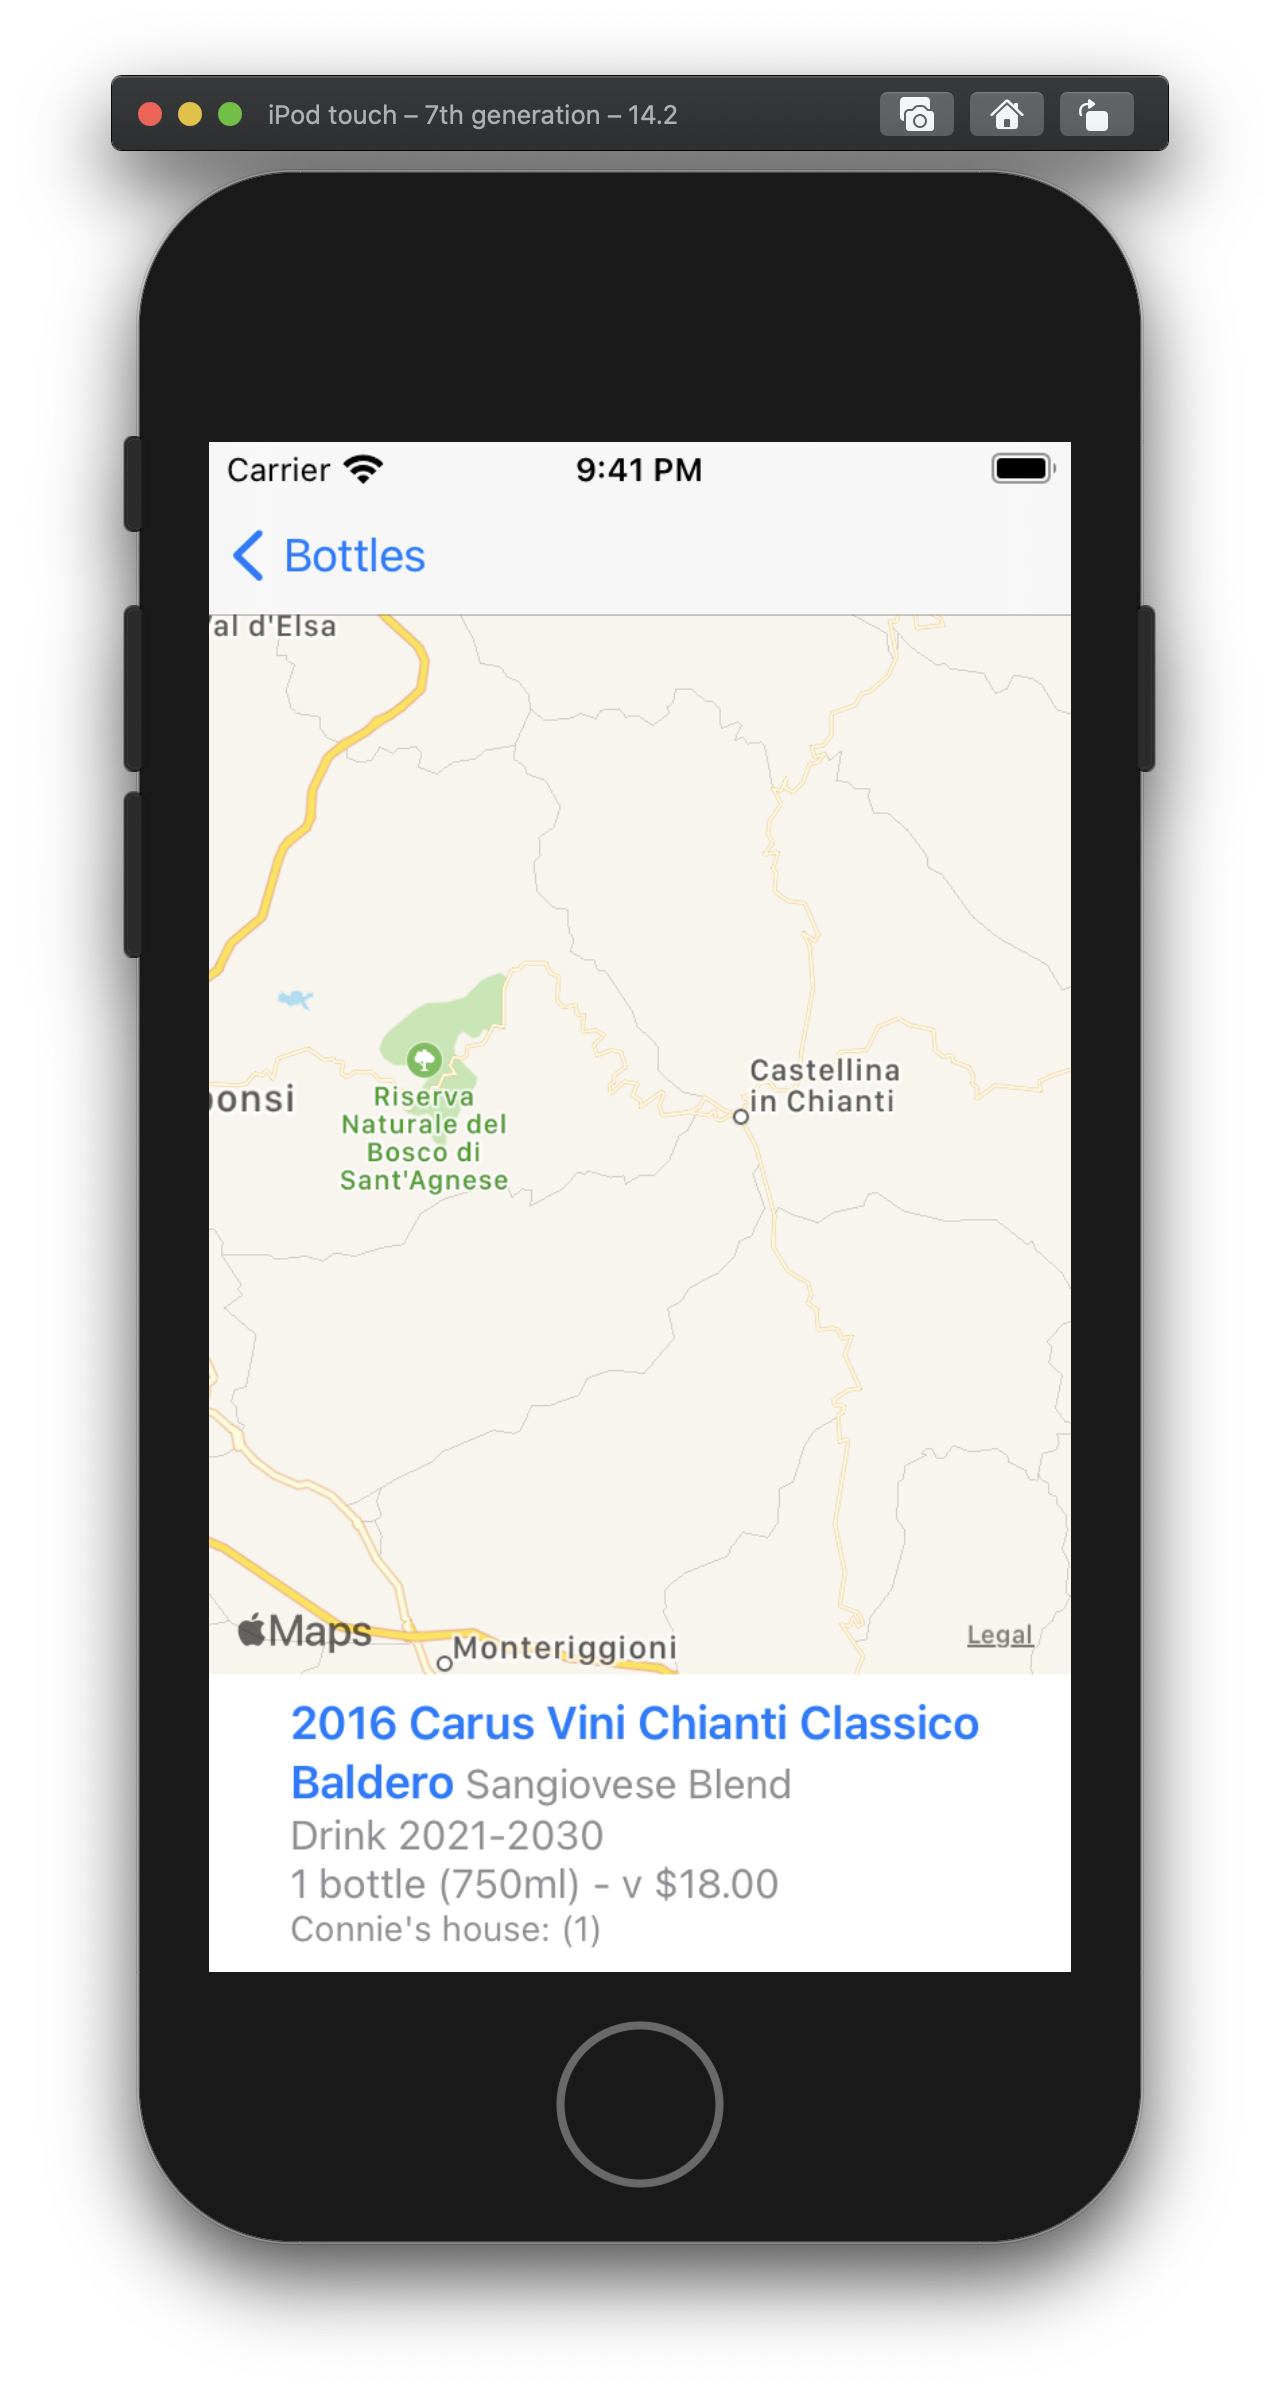 iPod touch – 7th generation – 14.2
Carrier
9:41 PM
Bottles
al d'Elsa
Castellina
in Chianti
onsi
Riserva
Naturale del
Bosco di
Sant'Agnese
Maps
Monteriggioni
Legal
2016 Carus Vini Chianti Classico
Baldero Sangiovese Blend
Drink 2021-2030
1 bottle (750ml) - v $18.00
Connie's house: (1)